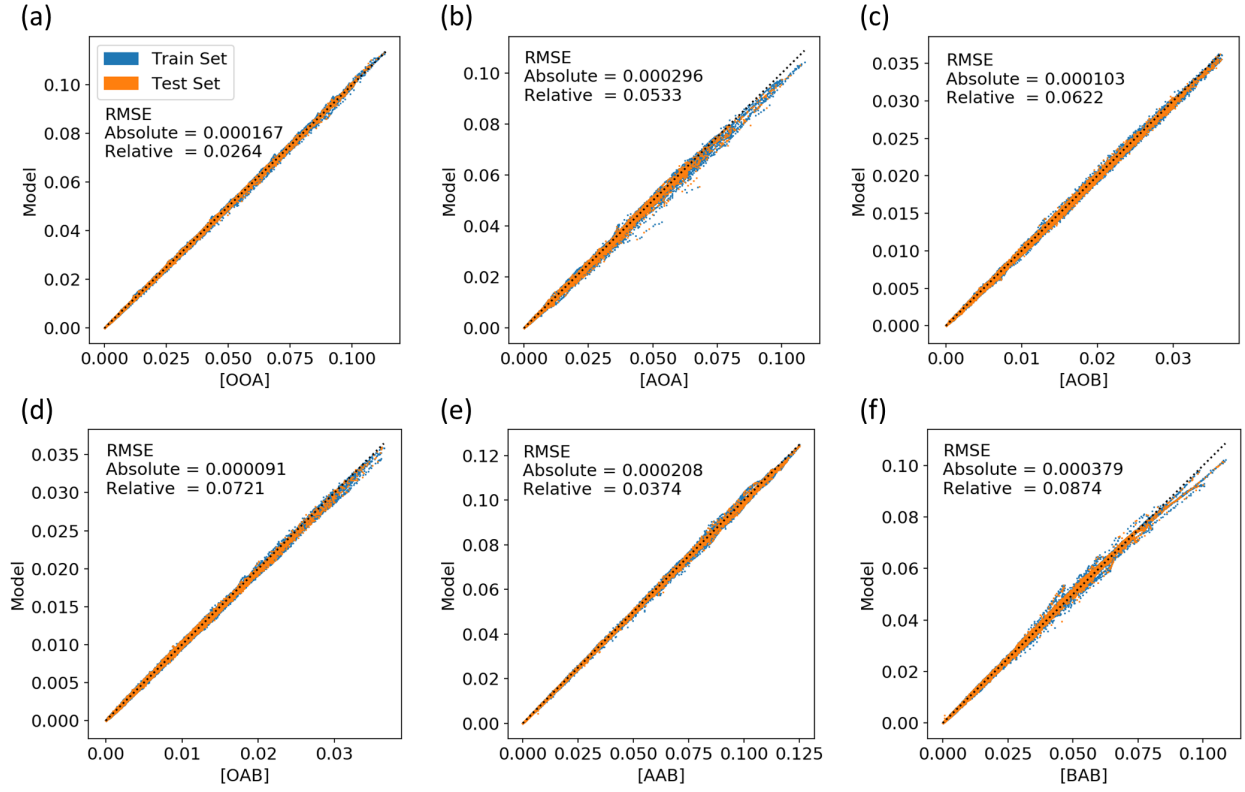 (a)
Train Set
Test Set
RMSE
Absolute = 0.000167
Relative = 0.0264
0.10
0.08
0.06
0.04
0.02
0.00
Model
0.000 0.025 0.050 0.075 0.100
[OOA]
(b)
RMSE
Absolute = 0.000296
Relative = 0.0533
0.10
0.08
0.06
0.04
0.02
0.00
Model
0.000 0.025 0.050 0.075 0.100
[AOA]
(c)
RMSE
Absolute = 0.000103
Relative = 0.0622
0.035
0.030
0.025
0.020
0.015
0.010
0.005
0.000
Model
0.00 0.01 0.02 0.03
[AOB]
(d)
RMSE
Absolute = 0.000091
Relative = 0.0721
0.035
0.030
0.025
0.020
0.015
0.010
0.005
0.000
Model
0.00 0.01 0.02 0.03
[OAB]
(e)
RMSE
Absolute = 0.000208
Relative = 0.0374
0.12
0.10
0.08
0.06
0.04
0.02
0.00
Model
0.000 0.025 0.050 0.075 0.100 0.125
[AAB]
(f)
RMSE
Absolute = 0.000379
Relative = 0.0874
0.10
0.08
0.06
0.04
0.02
0.00
Model
0.000 0.025 0.050 0.075 0.100
[BAB]